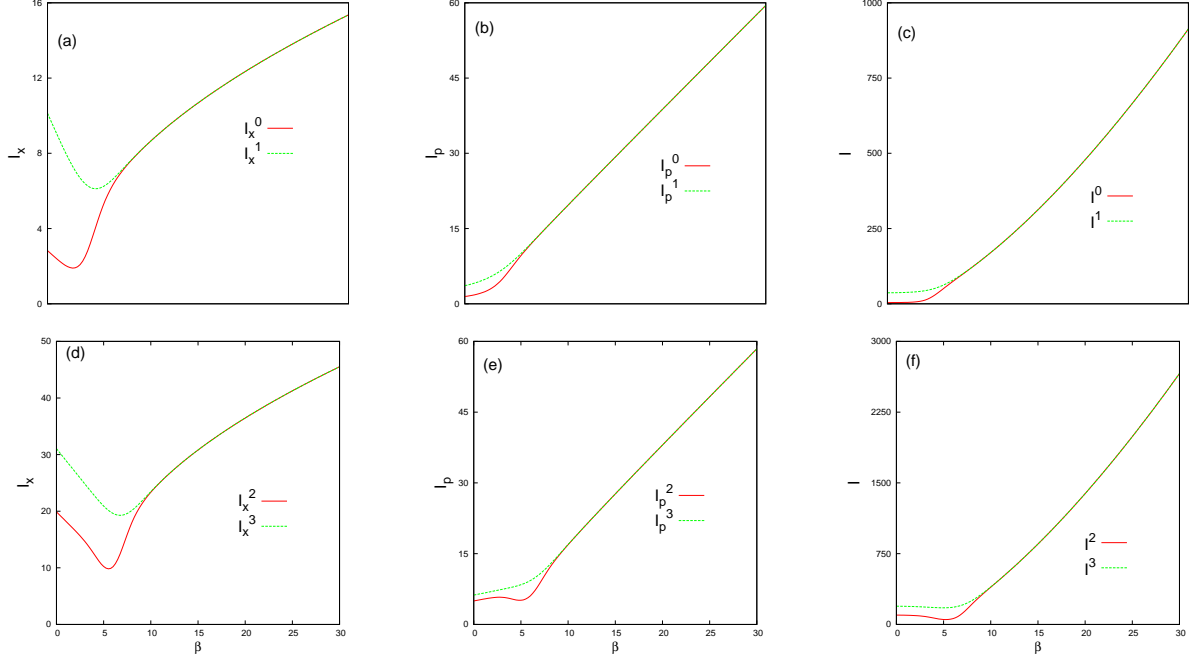 16
12
8
4
0
I_x
(a)
I_x^0
I_x^1
60
45
30
15
0
I_p
(b)
I_p^0
I_p^1
1000
750
500
250
0
I
(c)
I^0
I^1
50
40
30
20
10
0
I_x
(d)
I_x^2
I_x^3
0 5 10 15 20 25 30
β
60
45
30
15
0
I_p
(e)
I_p^2
I_p^3
0 5 10 15 20 25 30
β
3000
2250
1500
750
0
I
(f)
I^2
I^3
0 5 10 15 20 25 30
β